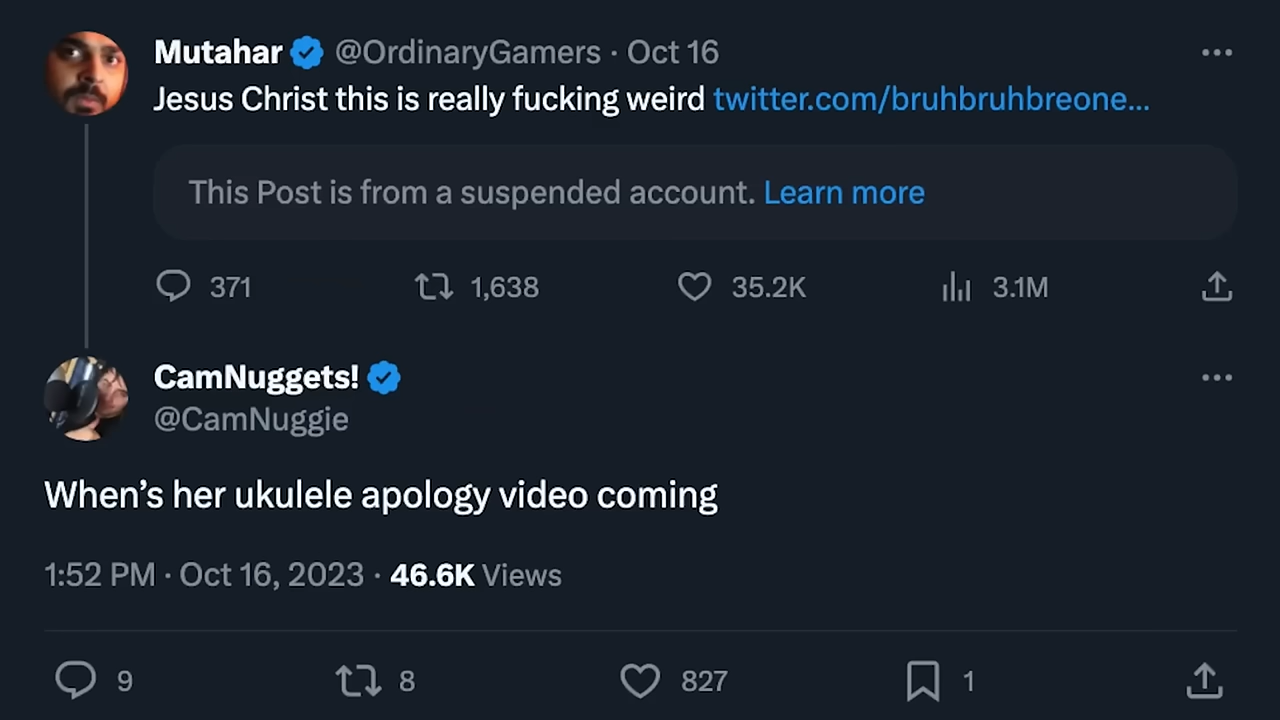 Mutahar @OrdinaryGamers · Oct 16
Jesus Christ this is really fucking weird twitter.com/bruhbruhbreone...
This Post is from a suspended account. Learn more
371 1,638 35.2K 3.1M
CamNuggets!
@CamNuggie
When’s her ukulele apology video coming
1:52 PM · Oct 16, 2023 · 46.6K Views
9 8 827 1